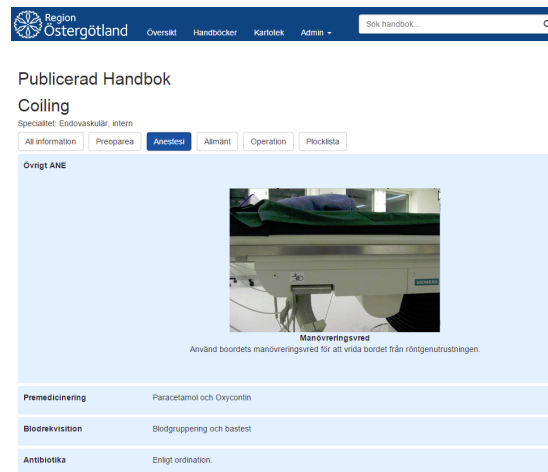 Region
Östergötland
Översikt Handböcker Kartotek Admin
Sök handbok...
Publicerad Handbok
Coiling
Specialitet: Endovaskulär, intern
All information Preoparea Anestesi Allmänt Operation Plocklista
Övrigt ANE
SIEMENS
Manövreringsvred
Använd boordets manövreringsvred för att vrida bordet från röntgenutrustningen.
Premedicinering Paracetamol och Oxycontin
Blodrekvisition Blodgruppering och bastest
Antibiotika Enligt ordination.